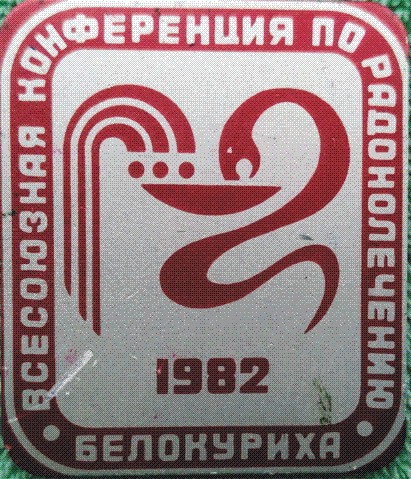 ВСЕСОЮЗНАЯ КОНФЕРЕНЦИЯ ПО РАДОНОЛЕЧЕНИЮ
1982
БЕЛОКУРИХА